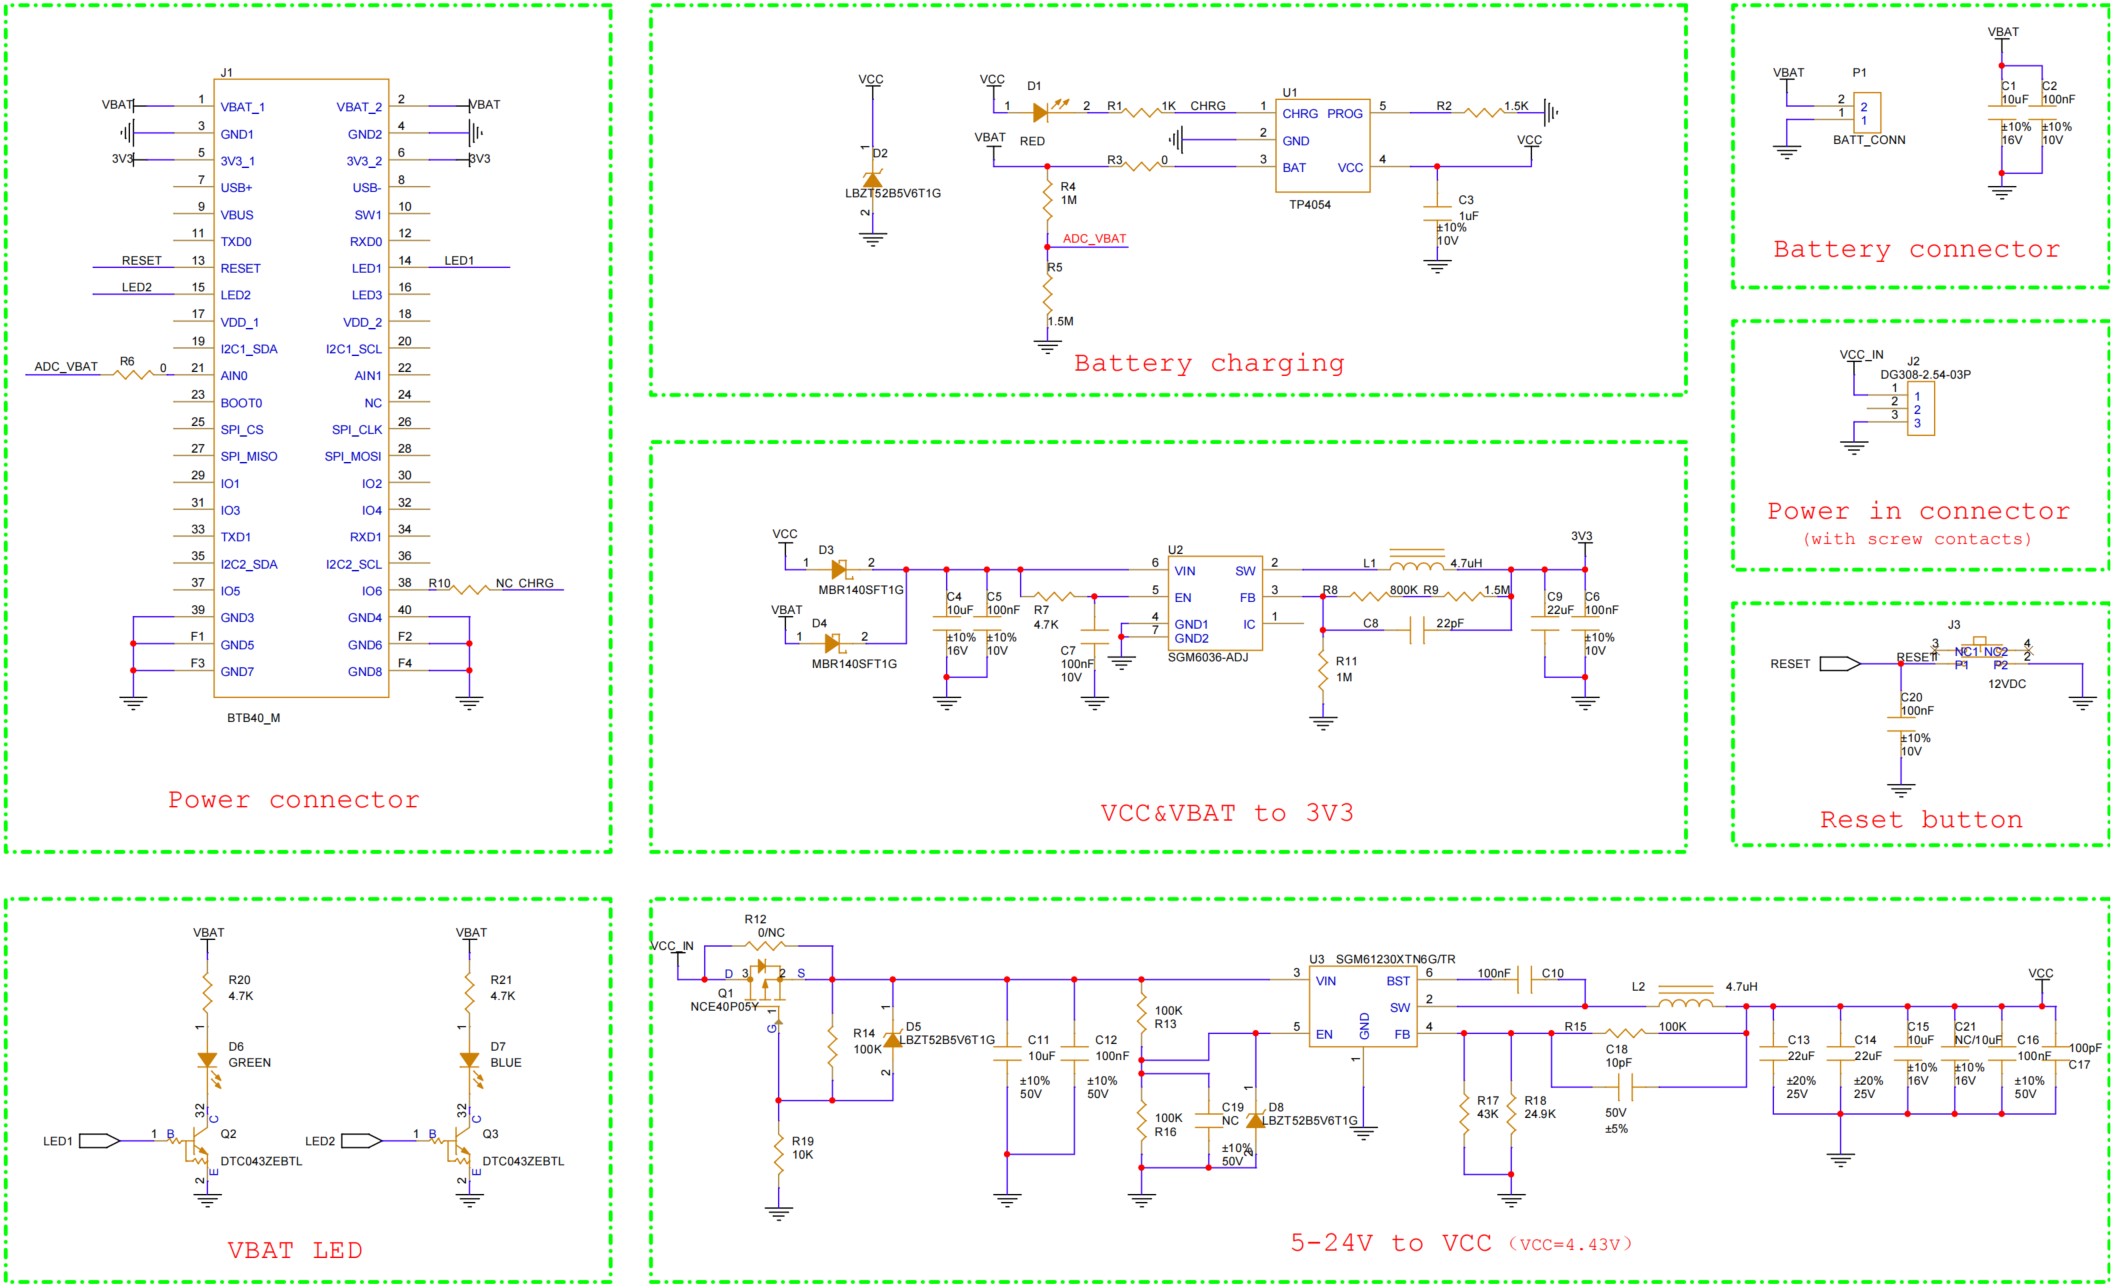 J1
VBAT 1 VBAT_1 VBAT_2 2 VBAT
3 GND1 GND2 4
3V3 5 3V3_1 3V3_2 6 3V3
7 USB+ USB- 8
9 VBUS SW1 10
11 TXD0 RXD0 12
RESET 13 RESET LED1 14 LED1
LED2 15 LED2 LED3 16
17 VDD_1 VDD_2 18
19 I2C1_SDA I2C1_SCL 20
ADC_VBAT R6 0 21 AIN0 AIN1 22
23 BOOT0 NC 24
25 SPI_CS SPI_CLK 26
27 SPI_MISO SPI_MOSI 28
29 IO1 IO2 30
31 IO3 IO4 32
33 TXD1 RXD1 34
35 I2C2_SDA I2C2_SCL 36
37 IO5 IO6 38 R10 NC CHRG
39 GND3 GND4 40
F1 GND5 GND6 F2
F3 GND7 GND8 F4
BTB40_M
Power connector
VCC
1
D2
LBZT52B5V6T1G
2
VCC D1
1 2 R1 1K CHRG
RED
VBAT
R3 0
R4
1M
ADC_VBAT
R5
1.5M
U1
1 CHRG PROG 5 R2 1.5K
2 GND
3 BAT VCC 4
VCC
TP4054
C3
1uF
±10%
10V
Battery charging
VBAT P1
2 2
1 1
BATT_CONN
VBAT
C1 C2
10uF 100nF
±10% ±10%
16V 10V
Battery connector
VCC_IN J2
DG308-2.54-03P
1 1
2 2
3 3
Power in connector
(with screw contacts)
VCC
D3
1 2
MBR140SFT1G
VBAT
D4
1 2
MBR140SFT1G
C4 C5
10uF 100nF
±10% ±10%
16V 10V
R7
4.7K
C7
100nF
10V
U2
6 VIN SW 2
5 EN FB 3
4 GND1 IC 1
7 GND2
SGM6036-ADJ
L1 4.7uH
R8 800K R9 1.5M
C8 22pF
R11
1M
3V3
C9 C6
22uF 100nF
±10%
10V
VCC&VBAT to 3V3
J3
3 4
RESET RESET NC1 NC2
P1 P2 2
12VDC
C20
100nF
±10%
10V
Reset button
VBAT
R20
4.7K
1
D6
GREEN
32
C
LED1 1 B Q2
DTC043ZEBTL
E
2
VBAT
R21
4.7K
1
D7
BLUE
32
C
LED2 1 B Q3
DTC043ZEBTL
E
2
VBAT LED
R12
0/NC
VCC_IN
D 3 2 S
Q1
NCE40P05Y
G 1
R14
100K
D5
LBZT52B5V6T1G
1
2
R19
10K
C11
10uF
±10%
50V
C12
100nF
±10%
50V
100K
R13
100K
R16
C19
NC
±10%
50V
1
D8
LBZT52B5V6T1G
U3 SGM61230XTN6G/TR
3 VIN BST 6
SW 2
5 EN FB 4
GND
1
100nF C10
L2 4.7uH
R15 100K
C18
10pF
50V
±5%
R17
43K
R18
24.9K
VCC
C13
22uF
±20%
25V
C14
22uF
±20%
25V
C15
10uF
±10%
16V
C21
NC/10uF
±10%
16V
C16
100nF
±10%
50V
100pF
C17
5-24V to VCC (VCC=4.43V)